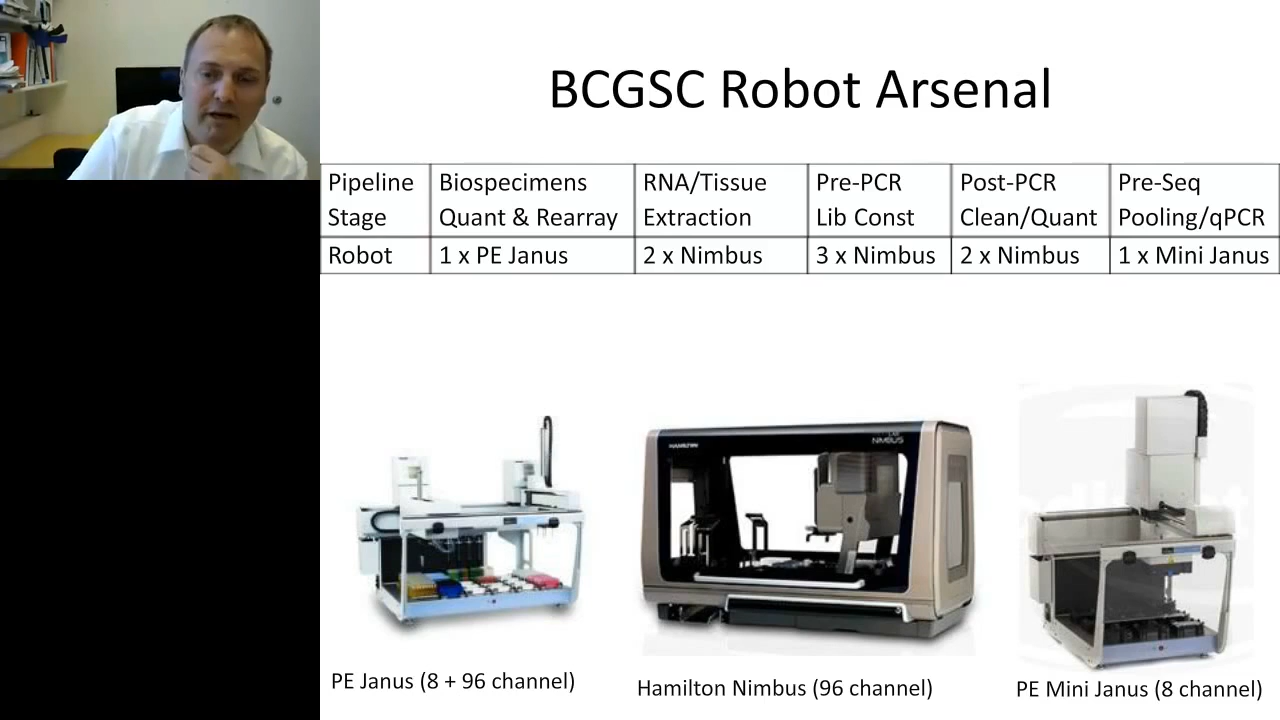 BCGSC Robot Arsenal
Pipeline Stage
Biospecimens Quant & Rearray
RNA/Tissue Extraction
Pre-PCR Lib Const
Post-PCR Clean/Quant
Pre-Seq Pooling/qPCR
Robot
1 x PE Janus
2 x Nimbus
3 x Nimbus
2 x Nimbus
1 x Mini Janus
HAMILTON
NIMBUS
PE Janus (8 + 96 channel)
Hamilton Nimbus (96 channel)
PE Mini Janus (8 channel)